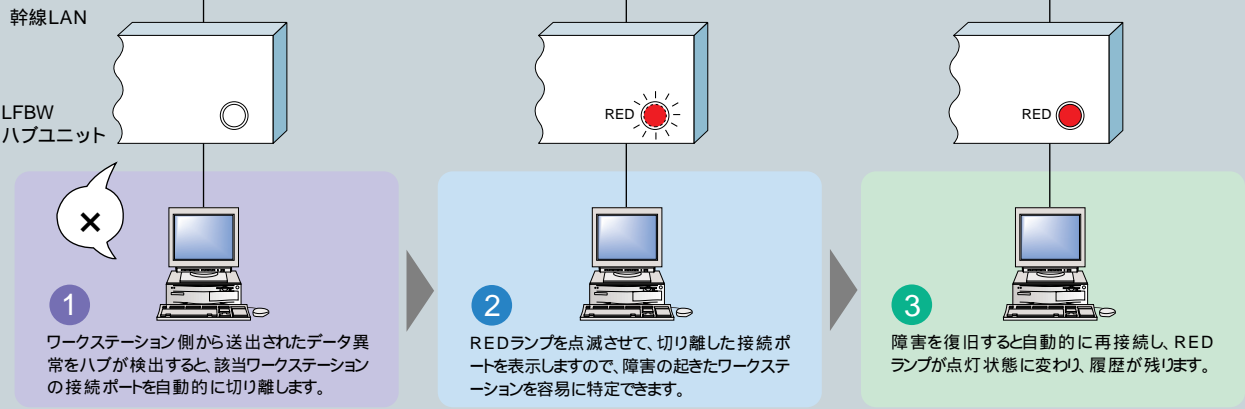 幹線LAN
LFBW
ハブユニット
RED
RED
×
1
ワークステーション側から送出されたデータ異
常をハブが検出すると、該当ワークステーション
の接続ポートを自動的に切り離します。
2
REDランプを点滅させて、切り離した接続ポ
ートを表示しますので、障害の起きたワークステ
ーションを容易に特定できます。
3
障害を復旧すると自動的に再接続し、RED
ランプが点灯状態に変わり、履歴が残ります。